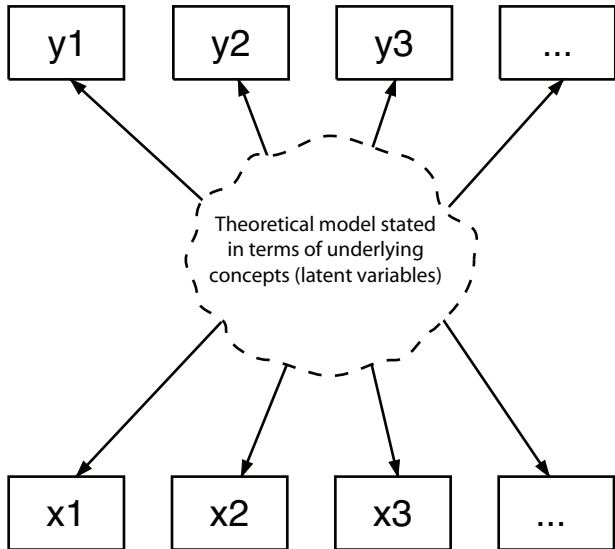 y1 y2 y3 ...
Theoretical model stated
in terms of underlying
concepts (latent variables)
x1 x2 x3 ...